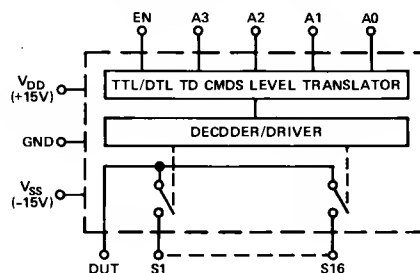 EN A3 A2 A1 A0
VDD
(+15V)
TTL/DTL TD CMDS LEVEL TRANSLATOR
DECDDER/DRIVER
GND
VSS
(-15V)
DUT S1 S16